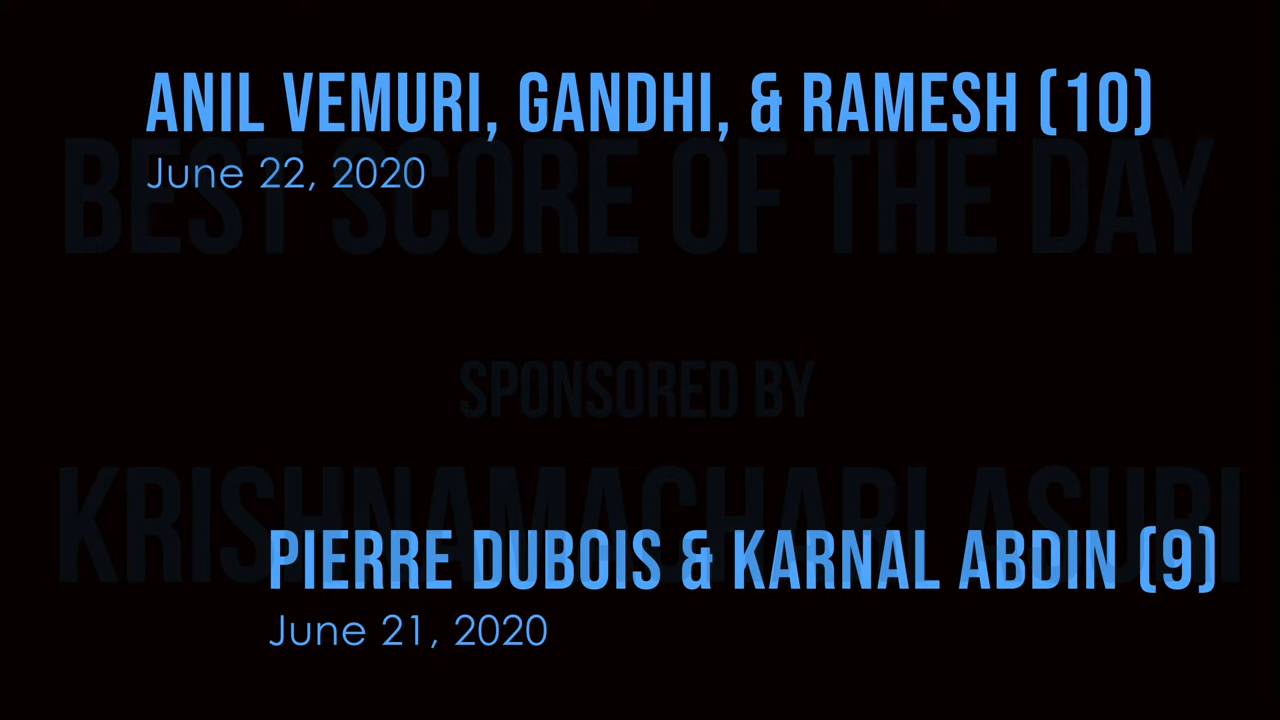 ANIL VEMURI, GANDHI, & RAMESH (10)
June 22, 2020
BEST SCORE OF THE DAY
SPONSORED BY
KRISHNAMACHARI ASURI
PIERRE DUBOIS & KARNAL ABDIN (9)
June 21, 2020